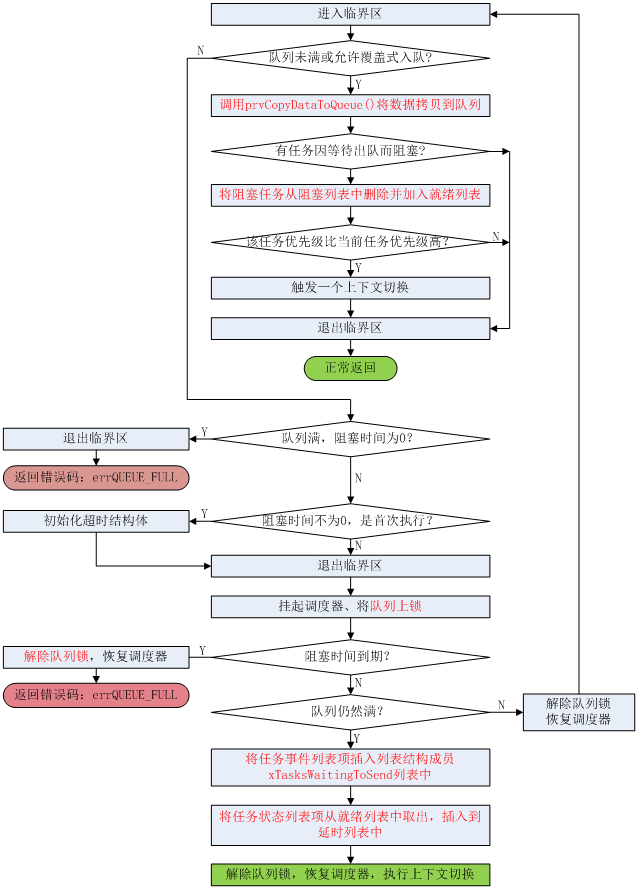 进入临界区
队列未满或允许覆盖式入队?
N
Y
调用prvCopyDataToQueue()将数据拷贝到队列
有任务因等待出队而阻塞?
将阻塞任务从阻塞列表中删除并加入就绪列表
该任务优先级比当前任务优先级高?
N
Y
触发一个上下文切换
退出临界区
正常返回
队列满，阻塞时间为0?
Y
退出临界区
返回错误码：errQUEUE_FULL
N
阻塞时间不为0，是首次执行?
Y
初始化超时结构体
N
退出临界区
挂起调度器、将队列上锁
阻塞时间到期?
Y
解除队列锁，恢复调度器
返回错误码：errQUEUE_FULL
N
队列仍然满?
N
解除队列锁
恢复调度器
Y
将任务事件列表项插入列表结构成员
xTasksWaitingToSend列表中
将任务状态列表项从就绪列表中取出，插入到
延时列表中
解除队列锁，恢复调度器，执行上下文切换